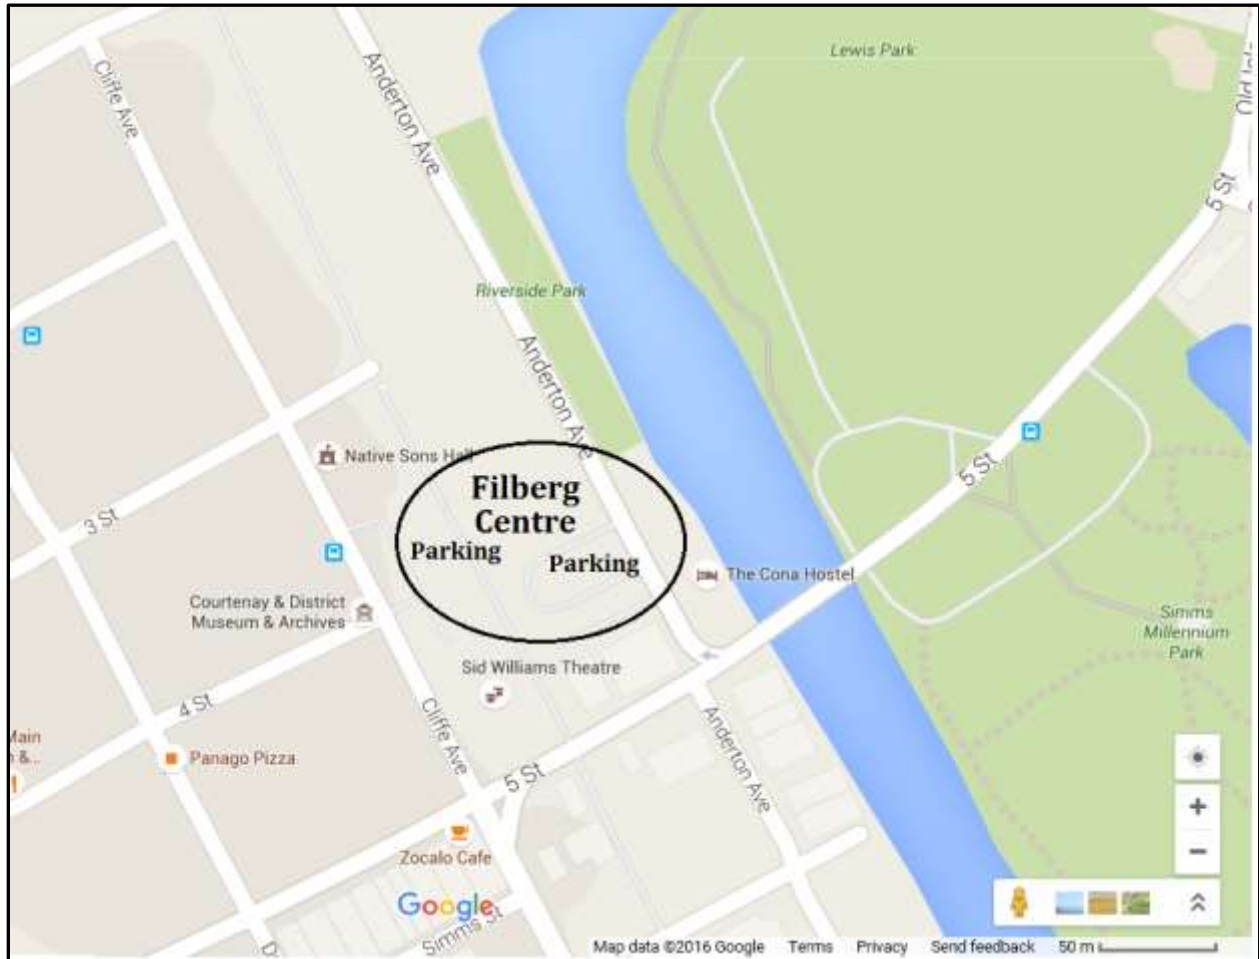 Lewis Park
Cliffe Ave
Anderton Ave
5 St
Riverside Park
Anderton Ave
Native Sons Hall
Filberg
Centre
Parking
Parking
3 St
5 St
The Cona Hostel
Courtenay & District
Museum & Archives
Simms
Millennium
Park
Sid Williams Theatre
4 St
Cliffe Ave
Anderton Ave
Main
&...
Panago Pizza
5 St
Zocalo Cafe
Google
Simms St
+
−
Map data ©2016 Google Terms Privacy Send feedback 50 m